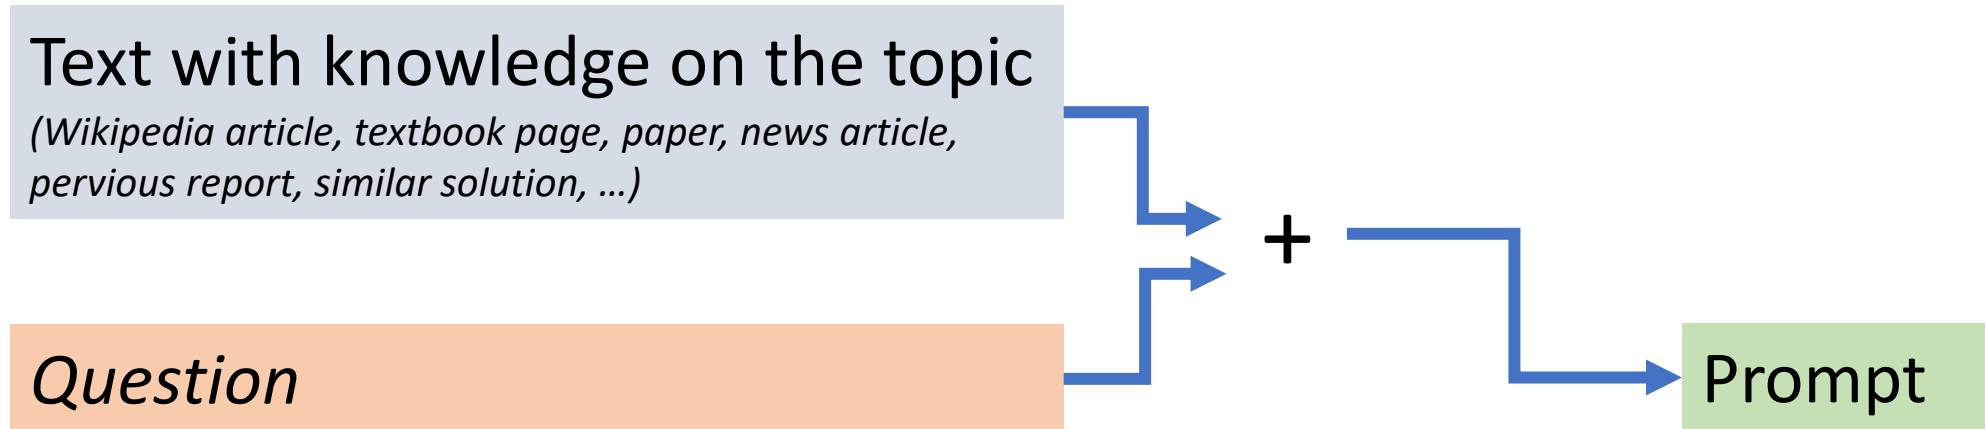 Text with knowledge on the topic
(Wikipedia article, textbook page, paper, news article,
pervious report, similar solution, …)
+
Question
Prompt